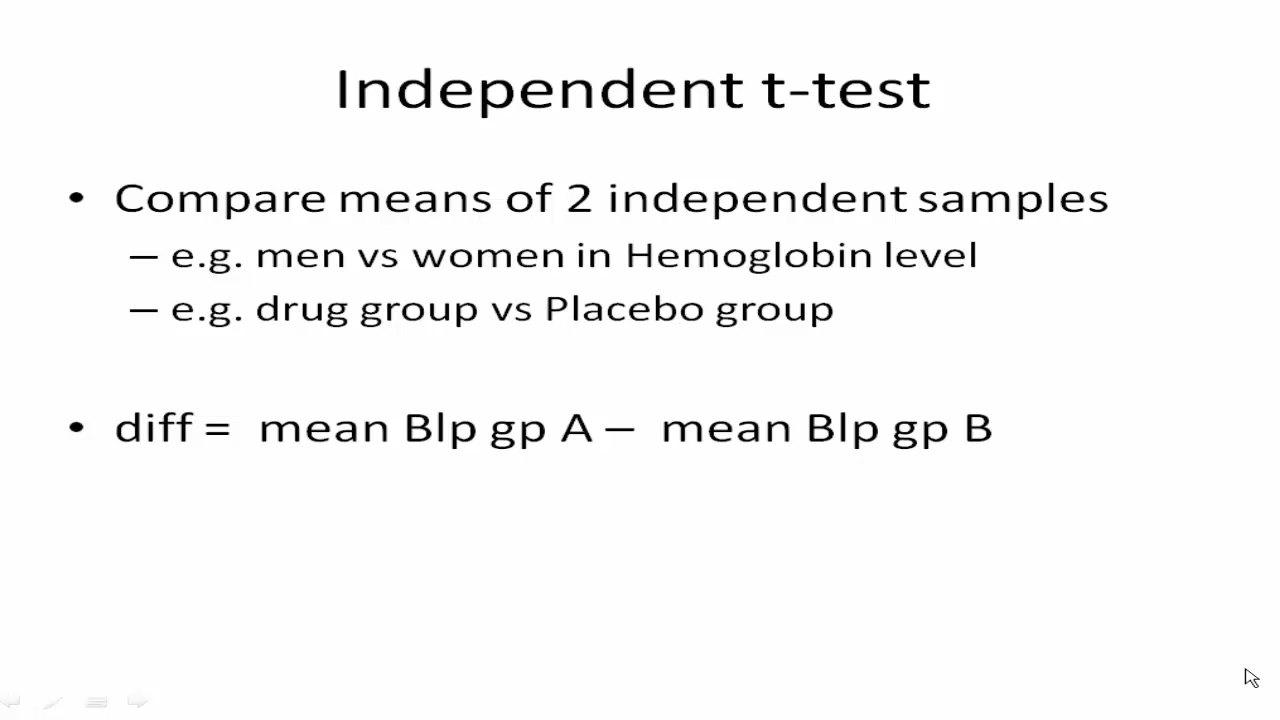 Independent t-test
• Compare means of 2 independent samples
– e.g. men vs women in Hemoglobin level
– e.g. drug group vs Placebo group
• diff = mean Blp gp A – mean Blp gp B